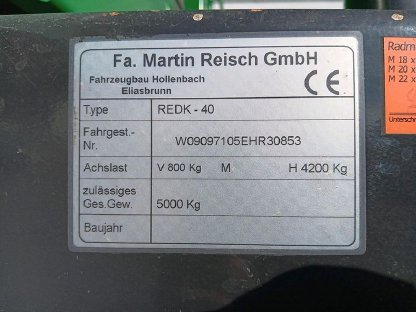 Fa. Martin Reisch GmbH
Fahrzeugbau Hollenbach
Eliasbrunn
CE
Type REDK - 40
Fahrgest.-
Nr. W09097105EHR30853
Achslast V 800 Kg M H 4200 Kg
zulässiges
Ges.Gew. 5000 Kg
Baujahr
Radm
M 18 x
M 20 x
M 22 x
Unterschr